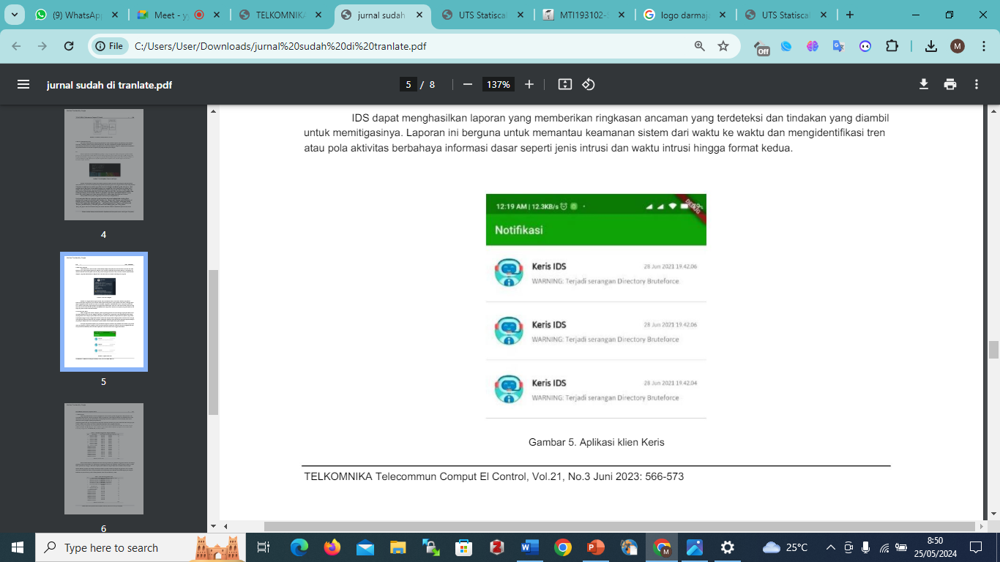 (9) WhatsAp
Meet - y
TELKOMNIKA
jurnal sudah
UTS Statisca
MTI193102-
logo darmaj
UTS Statisca
File
C:/Users/User/Downloads/jurnal%20sudah%20di%20tranlate.pdf
Off
M
jurnal sudah di tranlate.pdf
5 / 8
137%
4
5
6
IDS dapat menghasilkan laporan yang memberikan ringkasan ancaman yang terdeteksi dan tindakan yang diambil
untuk memitigasinya. Laporan ini berguna untuk memantau keamanan sistem dari waktu ke waktu dan mengidentifikasi tren
atau pola aktivitas berbahaya informasi dasar seperti jenis intrusi dan waktu intrusi hingga format kedua.
12:19 AM | 12.3KB/s
DEBUG
Notifikasi
Keris IDS
28 Jun 2021 19.42.06
WARNING: Terjadi serangan Directory Bruteforce
Keris IDS
28 Jun 2021 19.42.06
WARNING: Terjadi serangan Directory Bruteforce
Keris IDS
28 Jun 2021 19.42.04
WARNING: Terjadi serangan Directory Bruteforce
Gambar 5. Aplikasi klien Keris
TELKOMNIKA Telecommun Comput El Control, Vol.21, No.3 Juni 2023: 566-573
Type here to search
25°C
8:50
25/05/2024